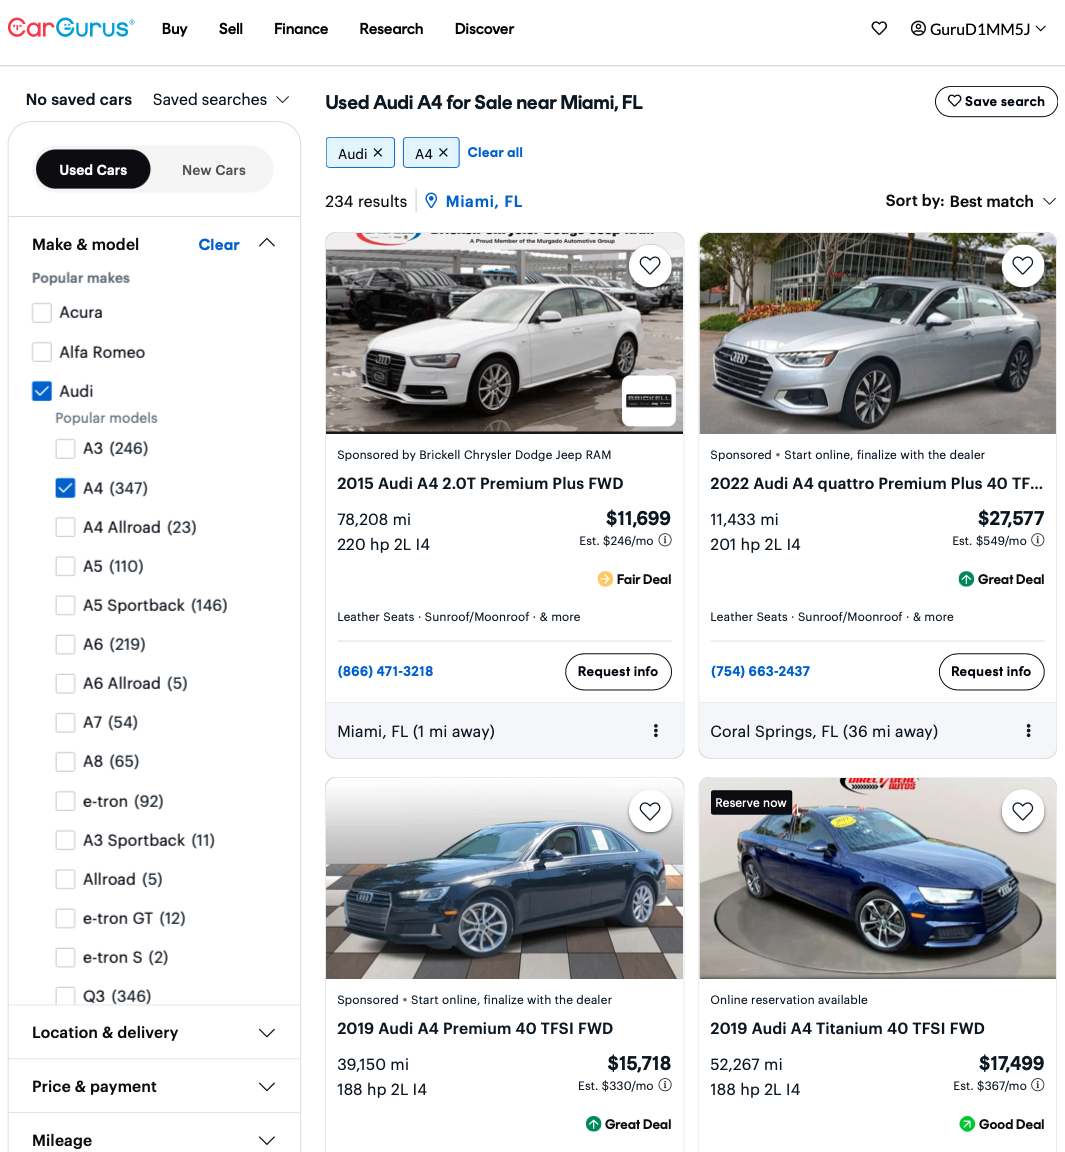 CarGurus®
Buy
Sell
Finance
Research
Discover
GuruD1MM5J
No saved cars
Saved searches
Used Cars
New Cars
Make & model
Clear
Popular makes
Acura
Alfa Romeo
Audi
Popular models
A3 (246)
A4 (347)
A4 Allroad (23)
A5 (110)
A5 Sportback (146)
A6 (219)
A6 Allroad (5)
A7 (54)
A8 (65)
e-tron (92)
A3 Sportback (11)
Allroad (5)
e-tron GT (12)
e-tron S (2)
Q3 (346)
Location & delivery
Price & payment
Mileage
Used Audi A4 for Sale near Miami, FL
Save search
Audi ✕
A4 ✕
Clear all
234 results
Miami, FL
Sort by: Best match
A Proud Member of the Murgado Automotive Group
BRICKELL
Sponsored by Brickell Chrysler Dodge Jeep RAM
2015 Audi A4 2.0T Premium Plus FWD
78,208 mi
$11,699
220 hp 2L I4
Est. $246/mo
Fair Deal
Leather Seats · Sunroof/Moonroof · & more
(866) 471-3218
Request info
Miami, FL (1 mi away)
Sponsored • Start online, finalize with the dealer
2022 Audi A4 quattro Premium Plus 40 TF...
11,433 mi
$27,577
201 hp 2L I4
Est. $549/mo
Great Deal
Leather Seats · Sunroof/Moonroof · & more
(754) 663-2437
Request info
Coral Springs, FL (36 mi away)
Sponsored • Start online, finalize with the dealer
2019 Audi A4 Premium 40 TFSI FWD
39,150 mi
$15,718
188 hp 2L I4
Est. $330/mo
Great Deal
DIRECT DEAL
AUTOS
Reserve now
Online reservation available
2019 Audi A4 Titanium 40 TFSI FWD
52,267 mi
$17,499
188 hp 2L I4
Est. $367/mo
Good Deal